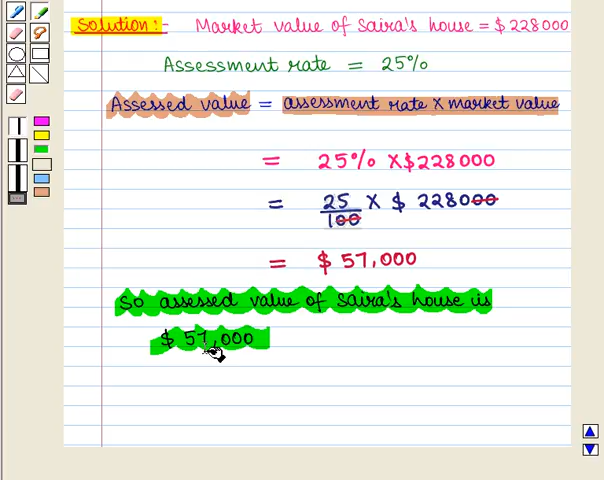 Solution:- Market value of Saira's house = $228000
Assessment rate = 25%
Assessed value = assessment rate X market value
= 25% X $228000
= 25/100 X $ 228000
= $ 57,000
So assessed value of Saira's house is
$ 57,000